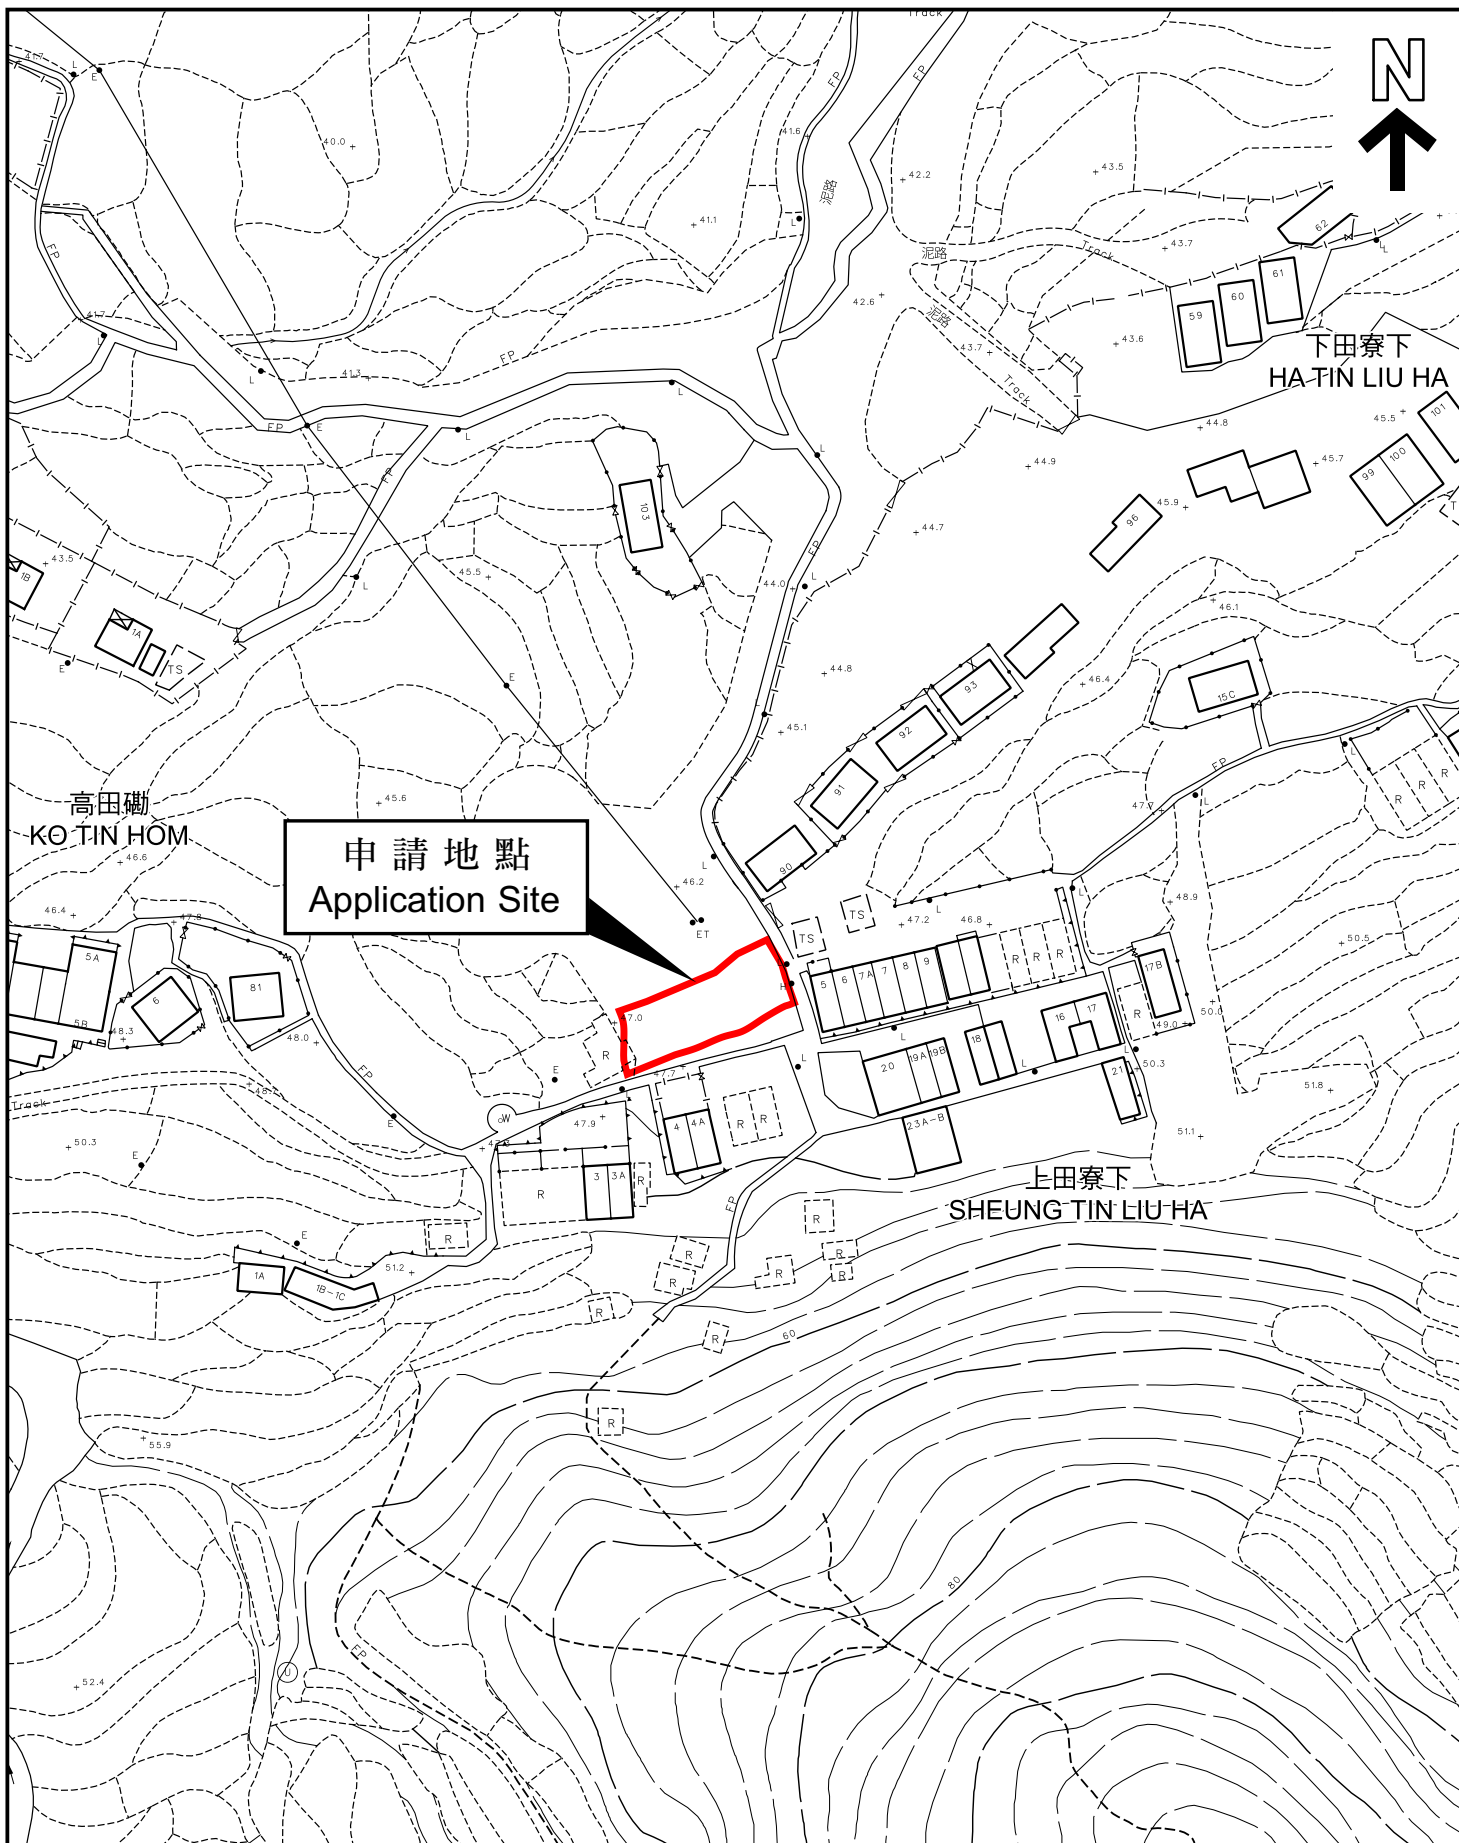 Track
N
41.7
L
E
FP
FP
41.6
40.0
43.5
42.2
泥路
L
41.1
62
43.7
Track
泥路
L
FP
61
60
59
42.6
泥路
41.7
43.6
43.7
下田寮下
HA TIN LIU HA
FP
L
41.3
Track
L
101
45.5
44.8
FP
E
L
L
45.7
99
100
44.9
FP
103
45.9
96
T
44.7
FP
43.5
1B
45.5
L
44.0
L
46.1
1A
TS
E
E
44.8
46.4
93
15C
45.1
92
L
FP
高田磡
KO TIN HOM
45.6
91
47.7
L
R
R
R
46.6
申請地點
Application Site
L
90
46.2
L
L
46.4
47.8
ET
TS
TS
47.2
46.8
48.9
50.5
5A
81
R
R
R
17B
5
6
7A
7
8
9
H
6
5B
48.3
48.0
47.0
R
50.0
R
49.0
16
17
L
18
20
19A
19B
L
L
50.3
R
47.7
L
E
FP
48.7
21
51.8
Track
E
W
47.9
4
4A
R
R
23A-B
50.3
E
47.8
51.1
3
3A
R
R
上田寮下
SHEUNG TIN LIU HA
FP
R
E
R
R
R
51.2
R
R
R
1A
1B-1C
R
60
R
R
55.9
80
FP
U
52.4